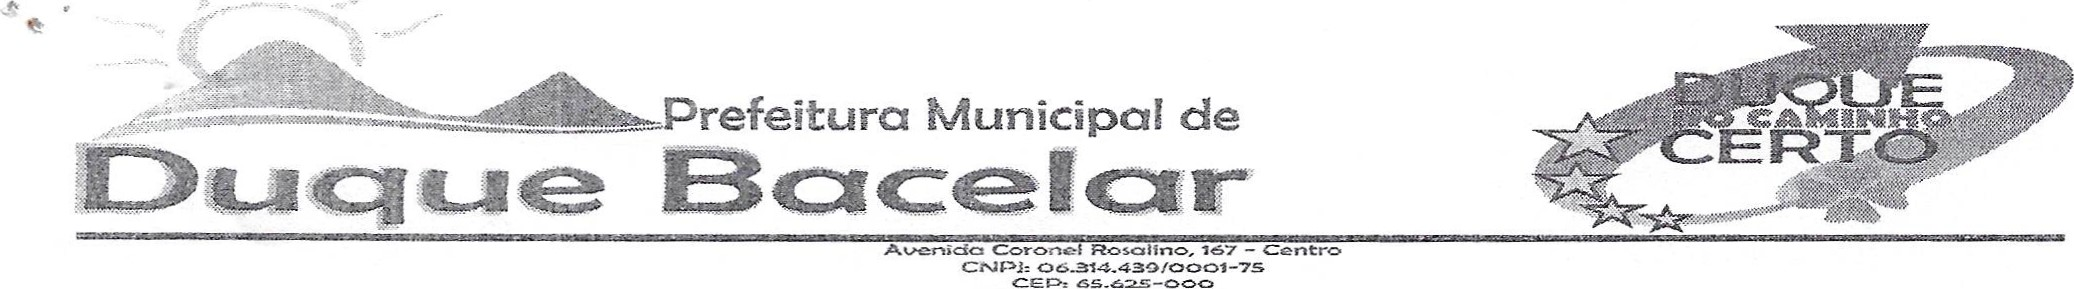 Prefeitura Municipal de
Duque Bacelar
DUQUE
NO CAMINHO
CERTO
Avenida Coronel Rosalino, 167 - Centro
CNPJ: 06.314.439/0001-75
CEP: 65.625-000